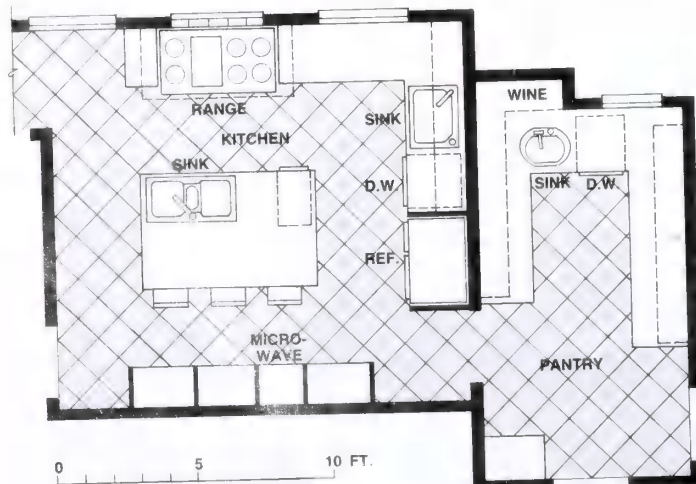 RANGE
KITCHEN
SINK
SINK
D.W.
REF.
MICRO-
WAVE
WINE
SINK D.W.
PANTRY
0 5 10 FT.